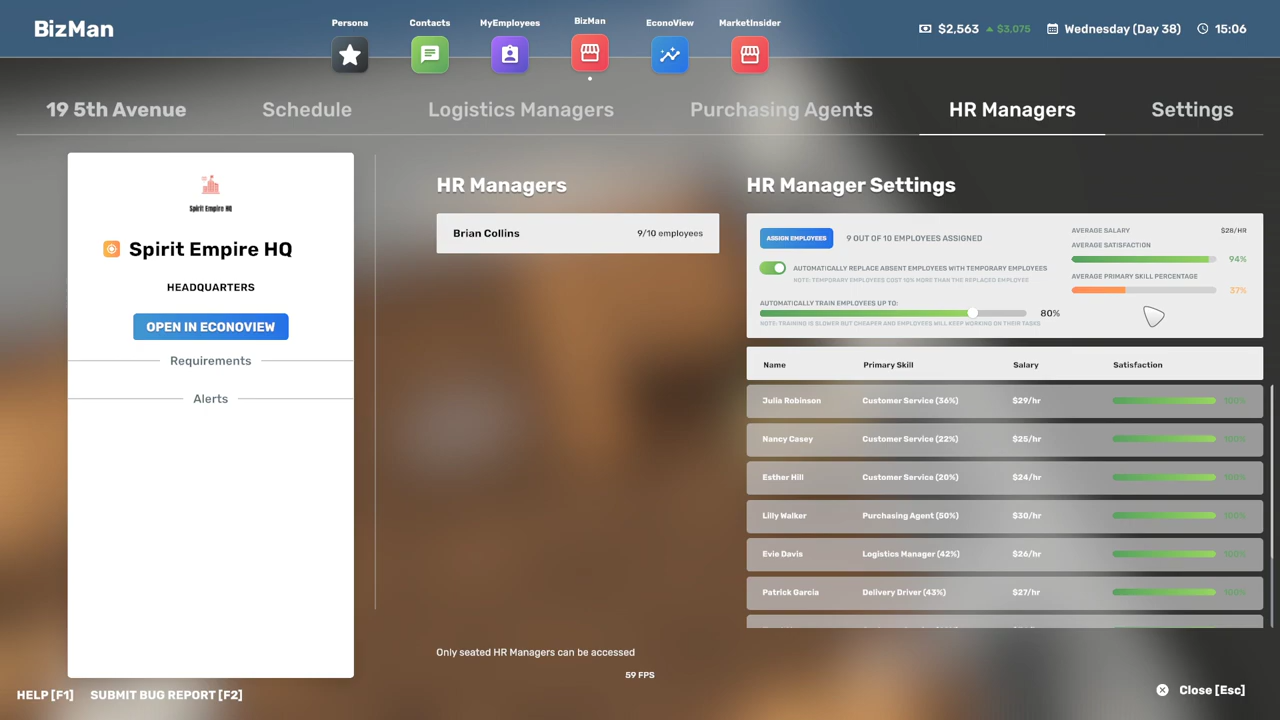 BizMan
Persona
Contacts
MyEmployees
BizMan
EconoView
MarketInsider
$2,563
$3,075
Wednesday (Day 38)
15:06
19 5th Avenue
Schedule
Logistics Managers
Purchasing Agents
HR Managers
Settings
Spirit Empire HQ
Spirit Empire HQ
HEADQUARTERS
OPEN IN ECONOVIEW
Requirements
Alerts
HR Managers
Brian Collins 9/10 employees
Only seated HR Managers can be accessed
59 FPS
HR Manager Settings
ASSIGN EMPLOYEES 9 OUT OF 10 EMPLOYEES ASSIGNED
AUTOMATICALLY REPLACE ABSENT EMPLOYEES WITH TEMPORARY EMPLOYEES
NOTE: TEMPORARY EMPLOYEES COST 10% MORE THAN THE REPLACED EMPLOYEE
AUTOMATICALLY TRAIN EMPLOYEES UP TO:
80%
NOTE: TRAINING IS SLOWER BUT CHEAPER AND EMPLOYEES WILL KEEP WORKING ON THEIR TASKS
AVERAGE SALARY $28/HR
AVERAGE SATISFACTION
94%
AVERAGE PRIMARY SKILL PERCENTAGE
37%
Name Primary Skill Salary Satisfaction
Julia Robinson Customer Service (36%) $29/hr 100%
Nancy Casey Customer Service (22%) $25/hr 100%
Esther Hill Customer Service (20%) $24/hr 100%
Lilly Walker Purchasing Agent (50%) $30/hr 100%
Evie Davis Logistics Manager (42%) $26/hr 100%
Patrick Garcia Delivery Driver (43%) $27/hr 100%
HELP [F1] SUBMIT BUG REPORT [F2]
Close [Esc]